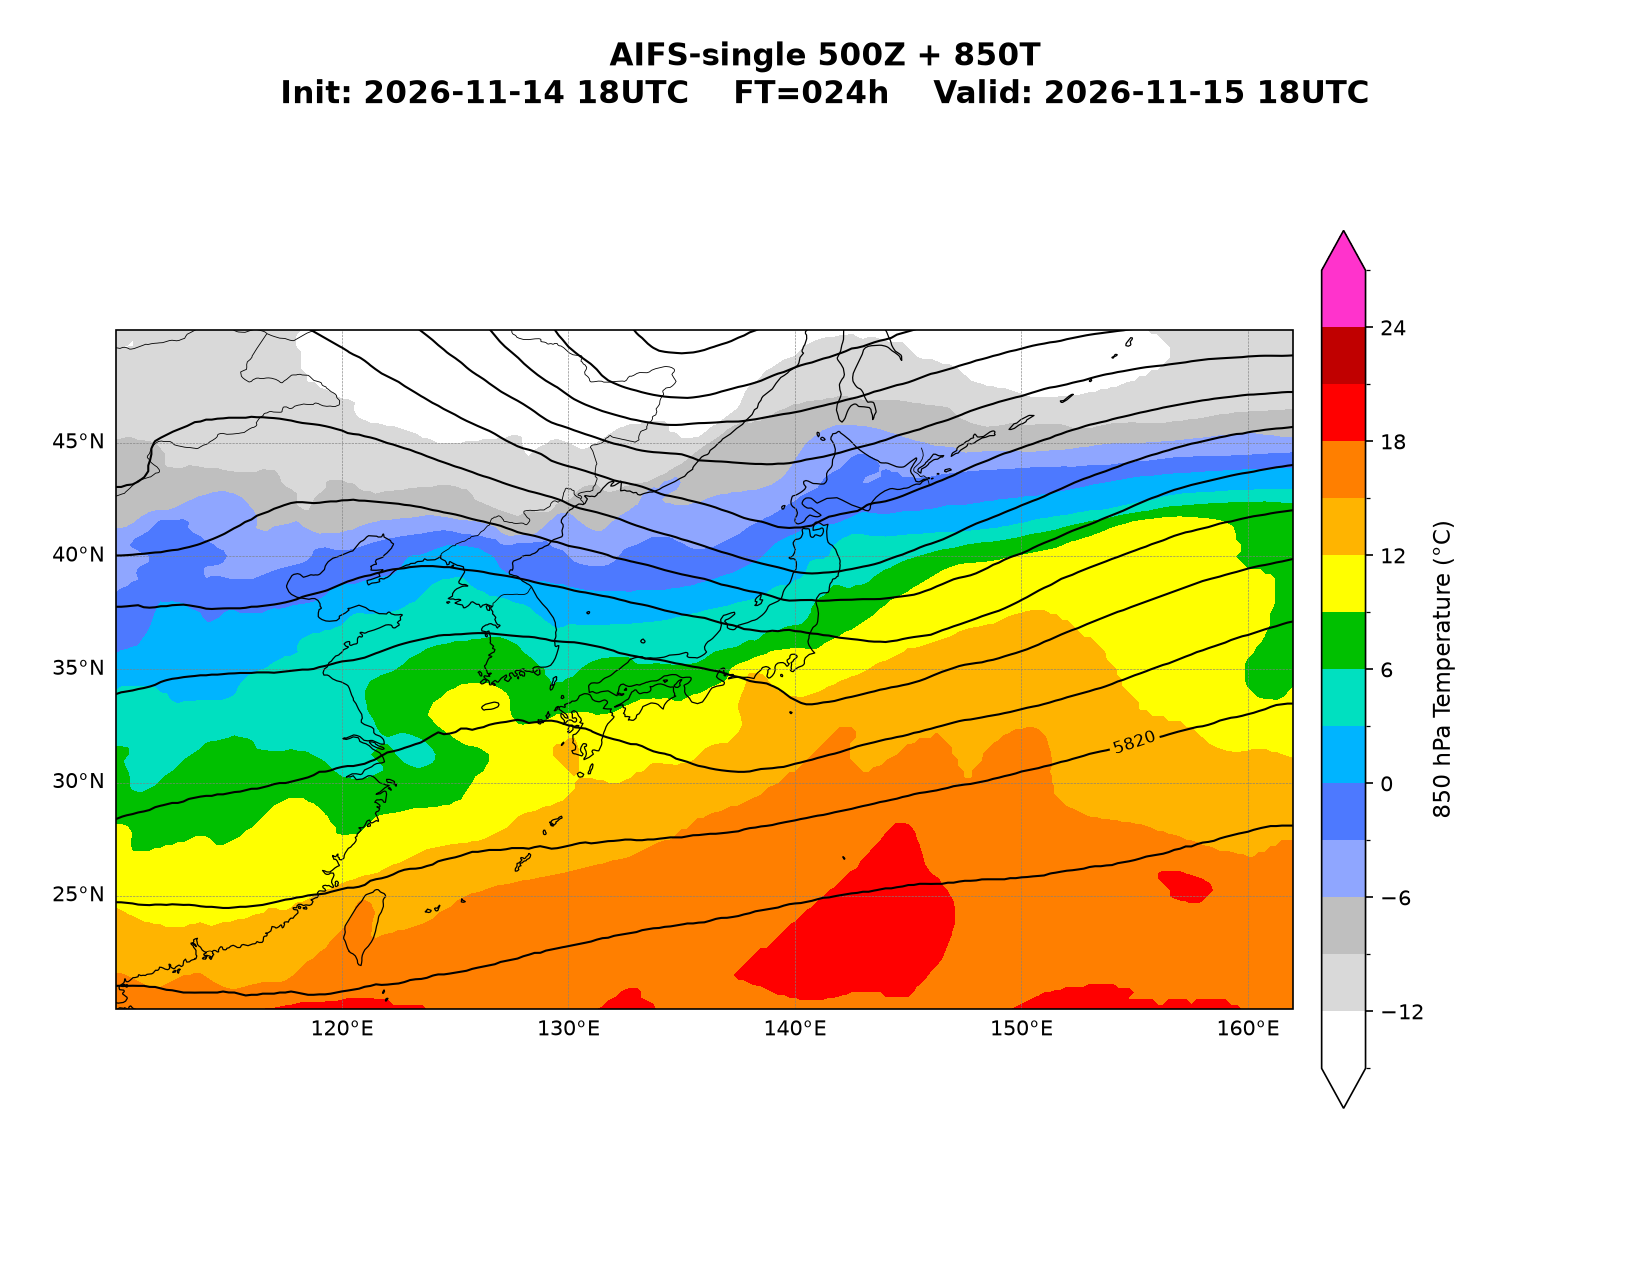 AIFS-single 500Z + 850T
Init: 2026-11-14 18UTC    FT=024h    Valid: 2026-11-15 18UTC
45°N
40°N
35°N
30°N
25°N
120°E
130°E
140°E
150°E
160°E
5820
24
18
12
6
0
−6
−12
850 hPa Temperature (°C)